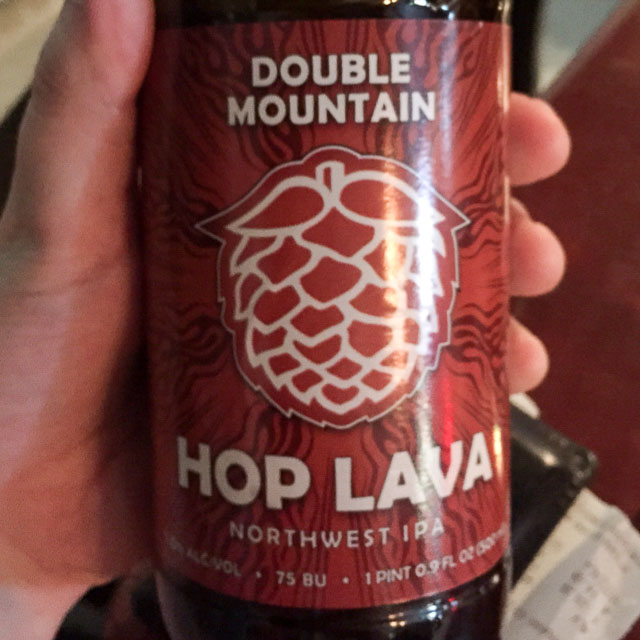 DOUBLE
MOUNTAIN
HOP LAVA
NORTHWEST IPA
ALC/VOL • 75 BU • 1 PINT 0.9 FL OZ